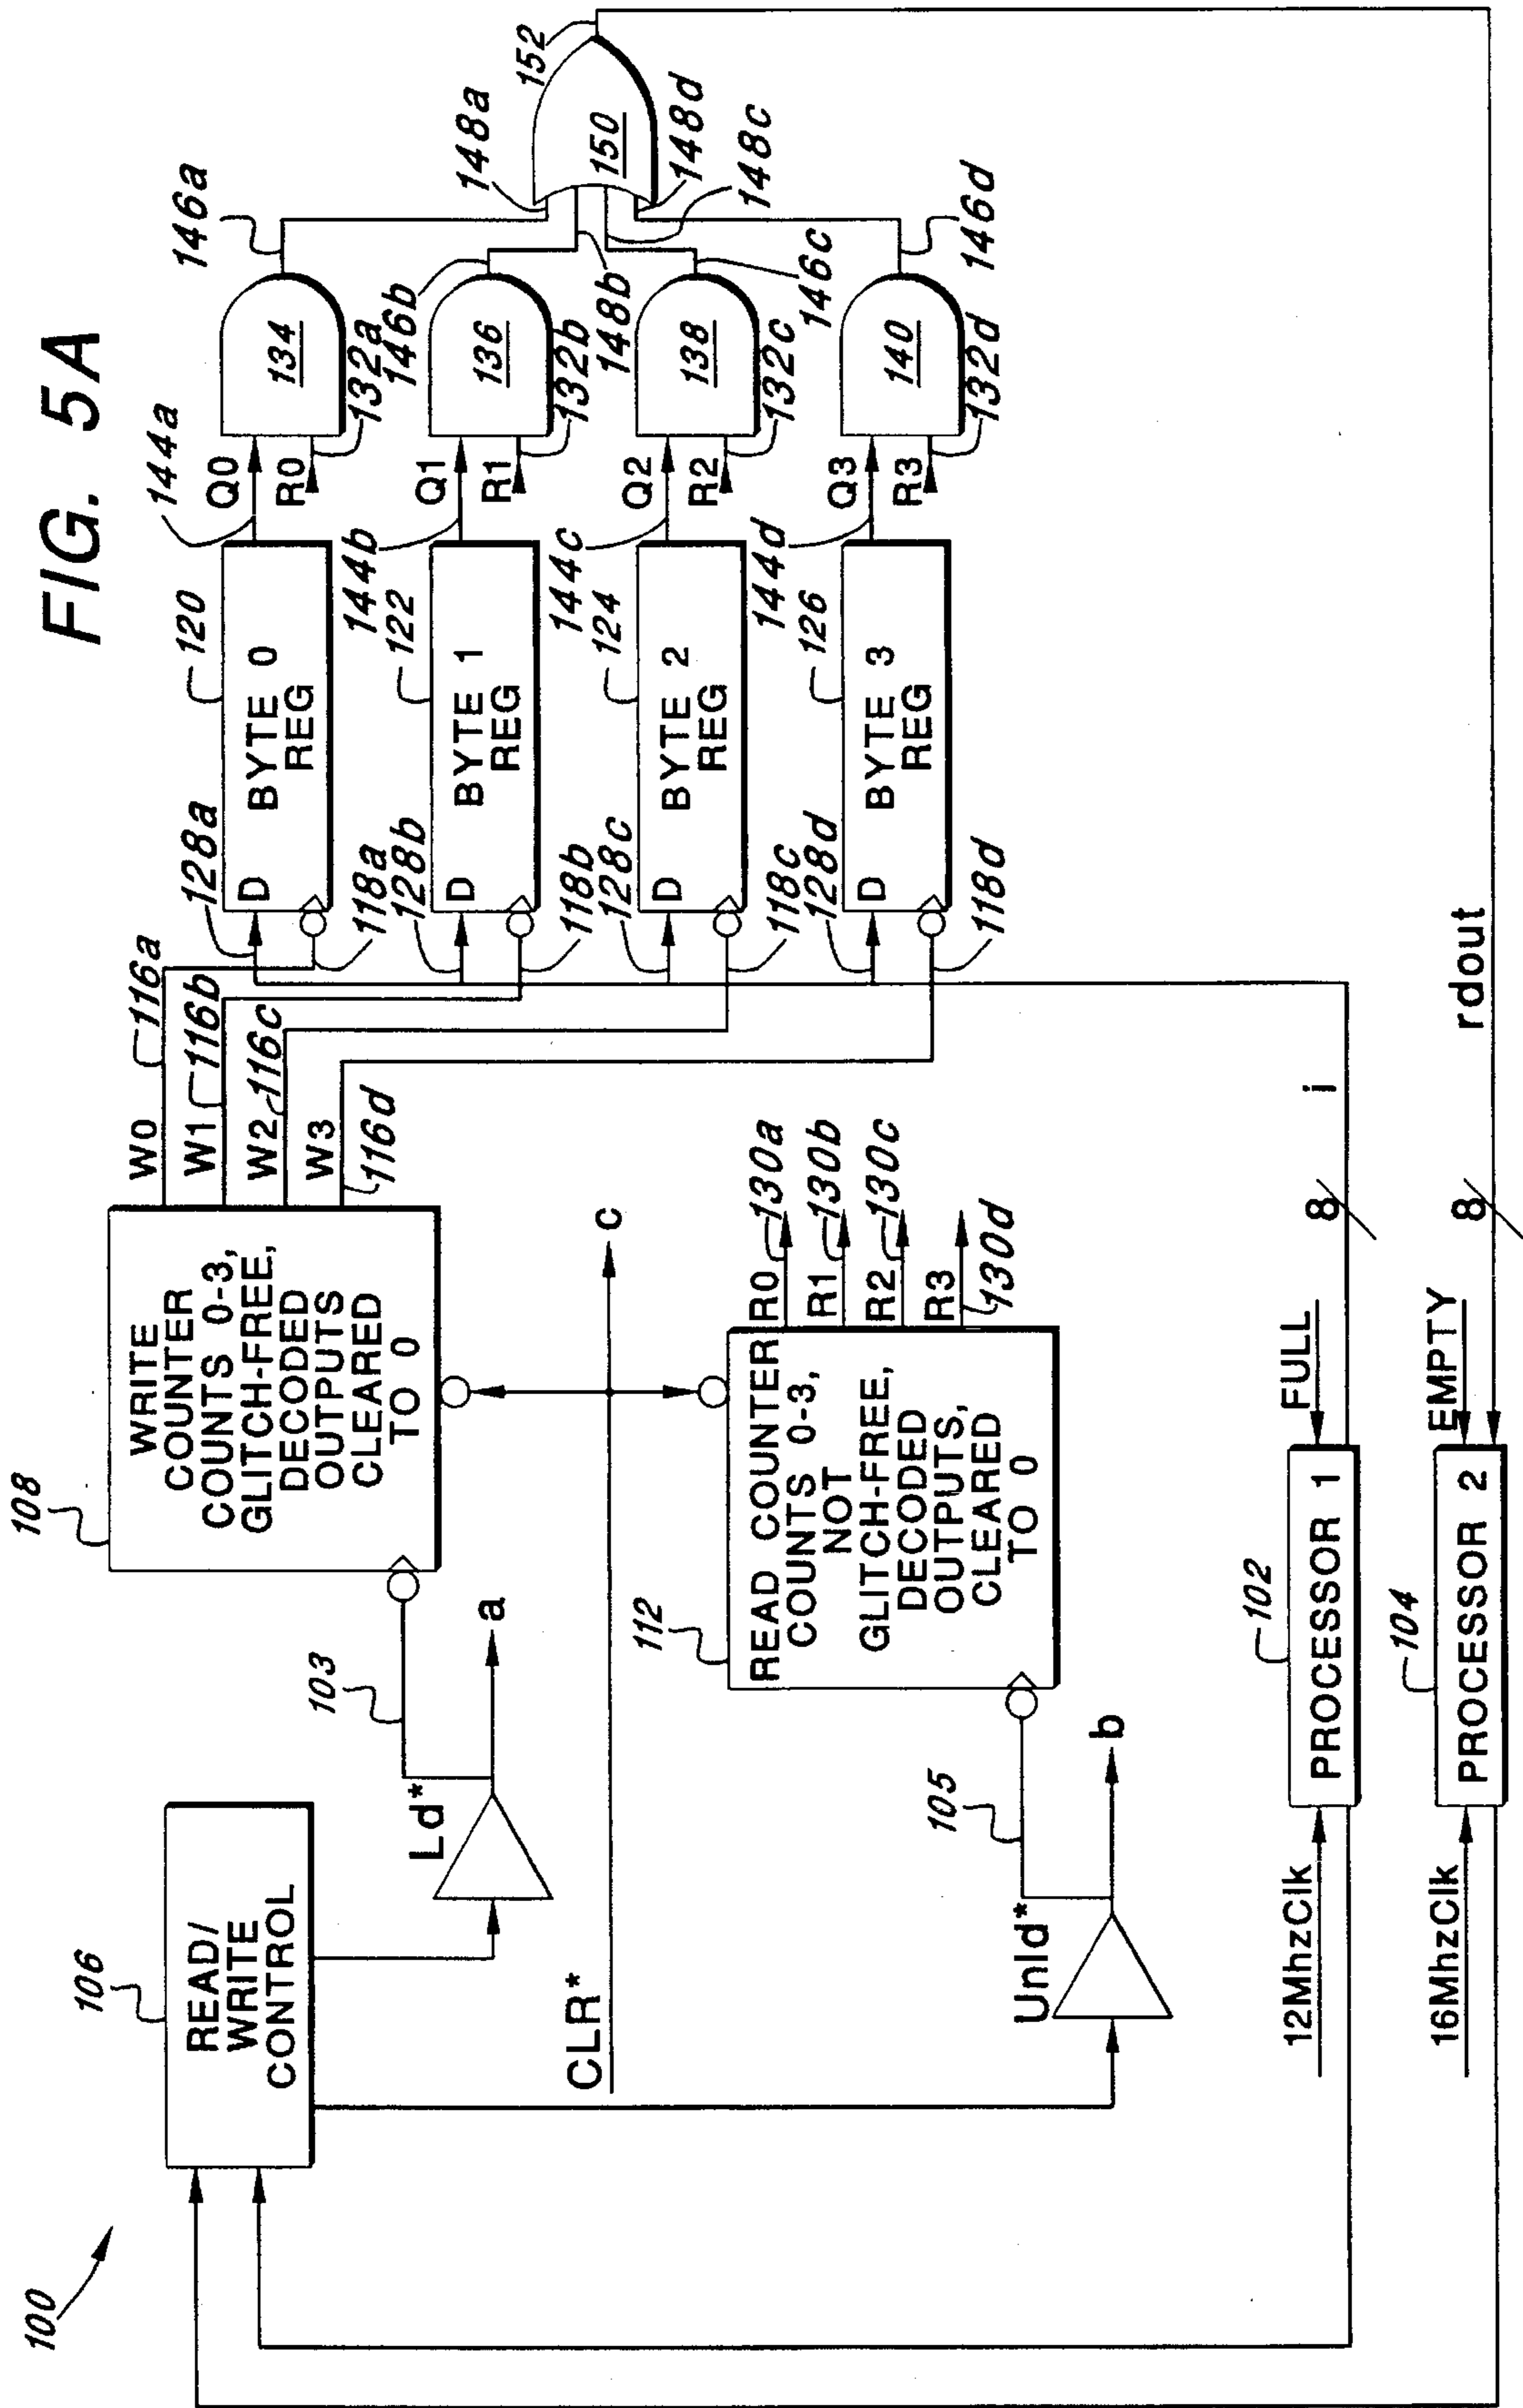 FIG. 5A
100
106
READ/
WRITE
CONTROL
Ld*
103
a
108
WRITE
COUNTER
COUNTS 0-3,
GLITCH-FREE,
DECODED
OUTPUTS
CLEARED
TO 0
W0
116a
W1
116b
W2
116c
W3
116d
CLR*
c
Unld*
105
b
112
READ COUNTER
COUNTS 0-3,
NOT
GLITCH-FREE,
DECODED
OUTPUTS,
CLEARED
TO 0
R0
130a
R1
130b
R2
130c
R3
130d
128a
118a
D
BYTE 0
REG
120
144a
Q0
R0
132a
134
146a
148a
128b
118b
D
BYTE 1
REG
122
144b
Q1
R1
132b
136
146b
148b
128c
118c
D
BYTE 2
REG
124
144c
Q2
R2
132c
138
146c
148c
128d
118d
D
BYTE 3
REG
126
144d
Q3
R3
132d
140
146d
148d
150
152
12MhzClk
102
PROCESSOR 1
FULL
8
i
16MhzClk
104
PROCESSOR 2
EMPTY
8
rdout